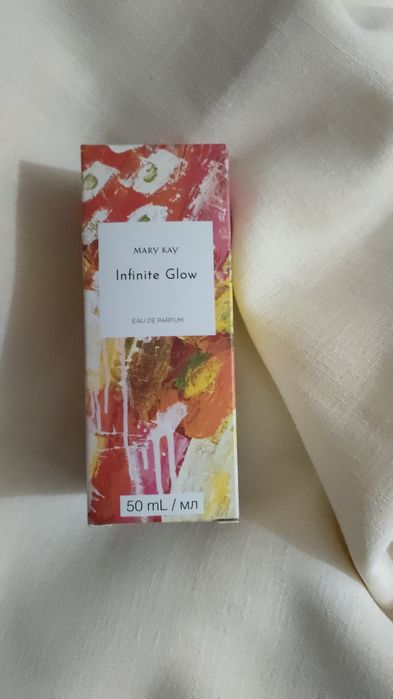 MARY KAY
Infinite Glow
EAU DE PARFUM
50 mL / мл